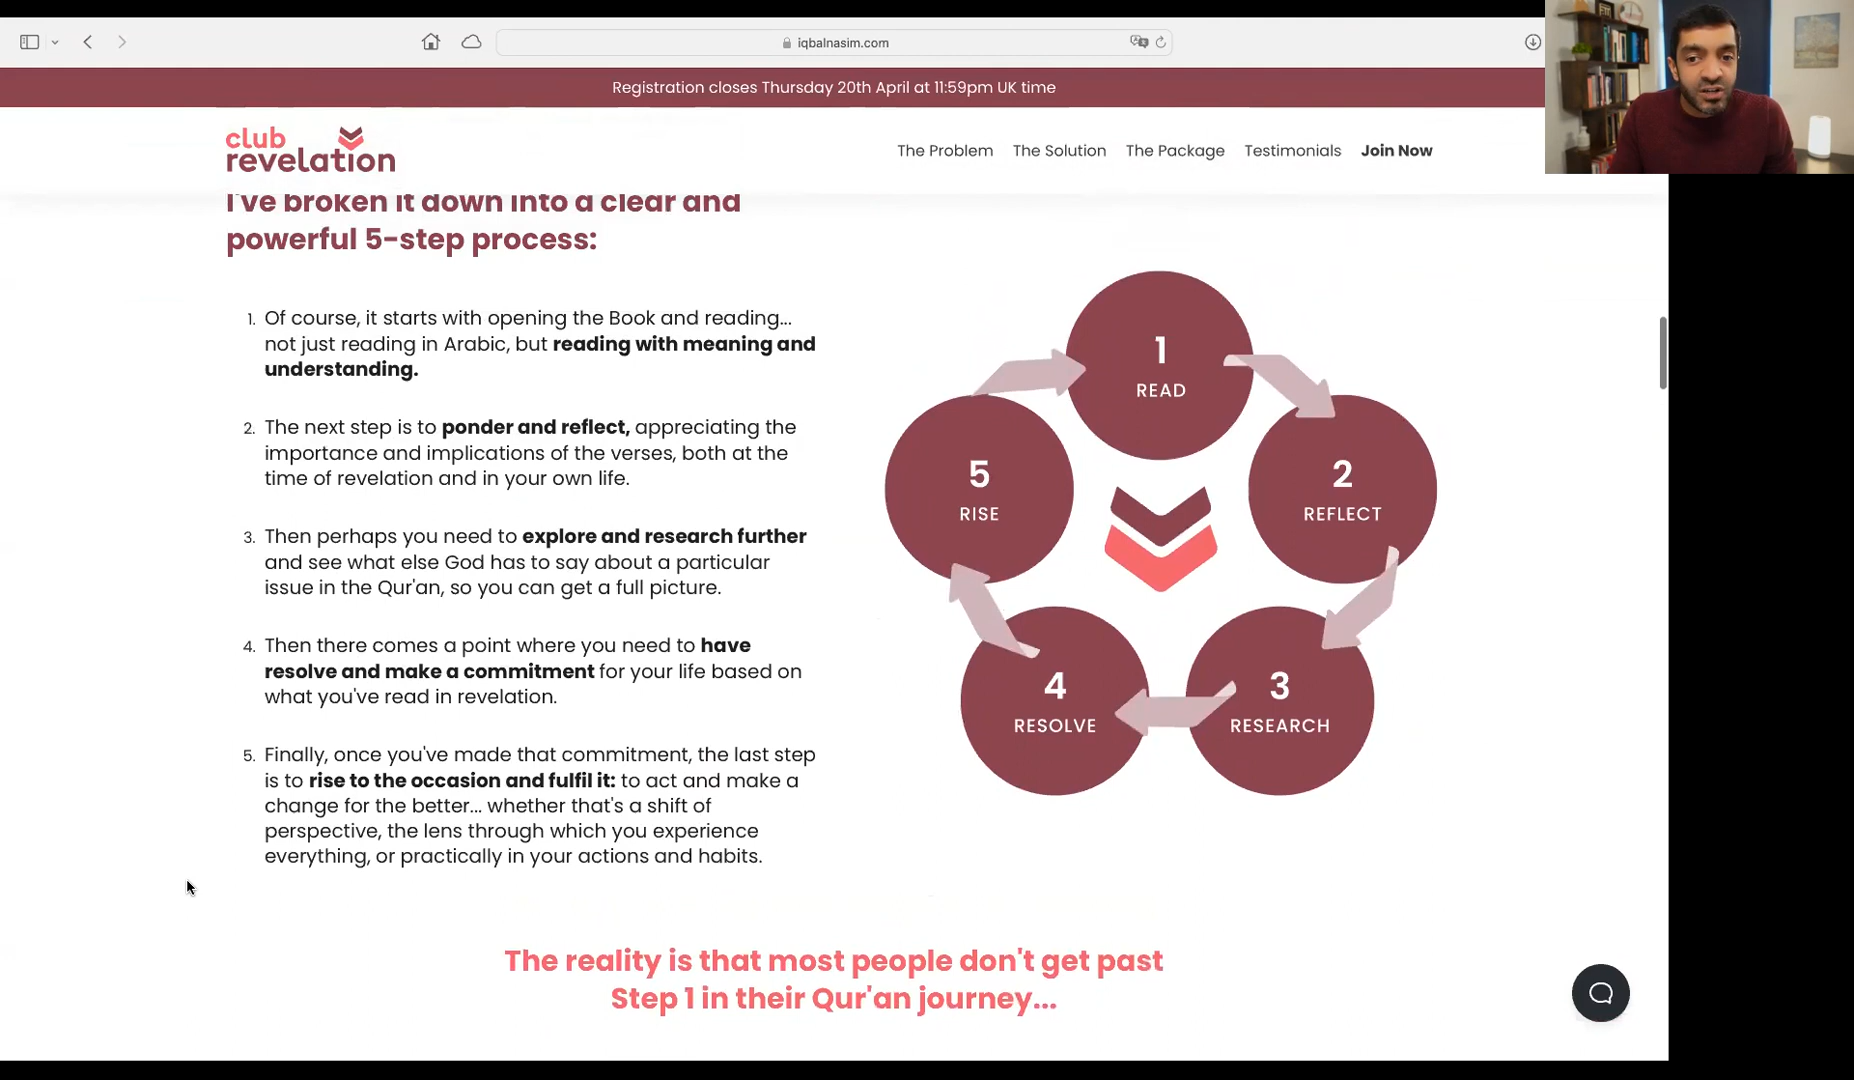 iqbalnasim.com
Registration closes Thursday 20th April at 11:59pm UK time
club
revelation
The Problem
The Solution
The Package
Testimonials
Join Now
I've broken it down into a clear and
powerful 5-step process:
1. Of course, it starts with opening the Book and reading...
not just reading in Arabic, but reading with meaning and
understanding.
2. The next step is to ponder and reflect, appreciating the
importance and implications of the verses, both at the
time of revelation and in your own life.
3. Then perhaps you need to explore and research further
and see what else God has to say about a particular
issue in the Qur'an, so you can get a full picture.
4. Then there comes a point where you need to have
resolve and make a commitment for your life based on
what you've read in revelation.
5. Finally, once you've made that commitment, the last step
is to rise to the occasion and fulfil it: to act and make a
change for the better... whether that's a shift of
perspective, the lens through which you experience
everything, or practically in your actions and habits.
1
READ
2
REFLECT
3
RESEARCH
4
RESOLVE
5
RISE
The reality is that most people don't get past
Step 1 in their Qur'an journey...